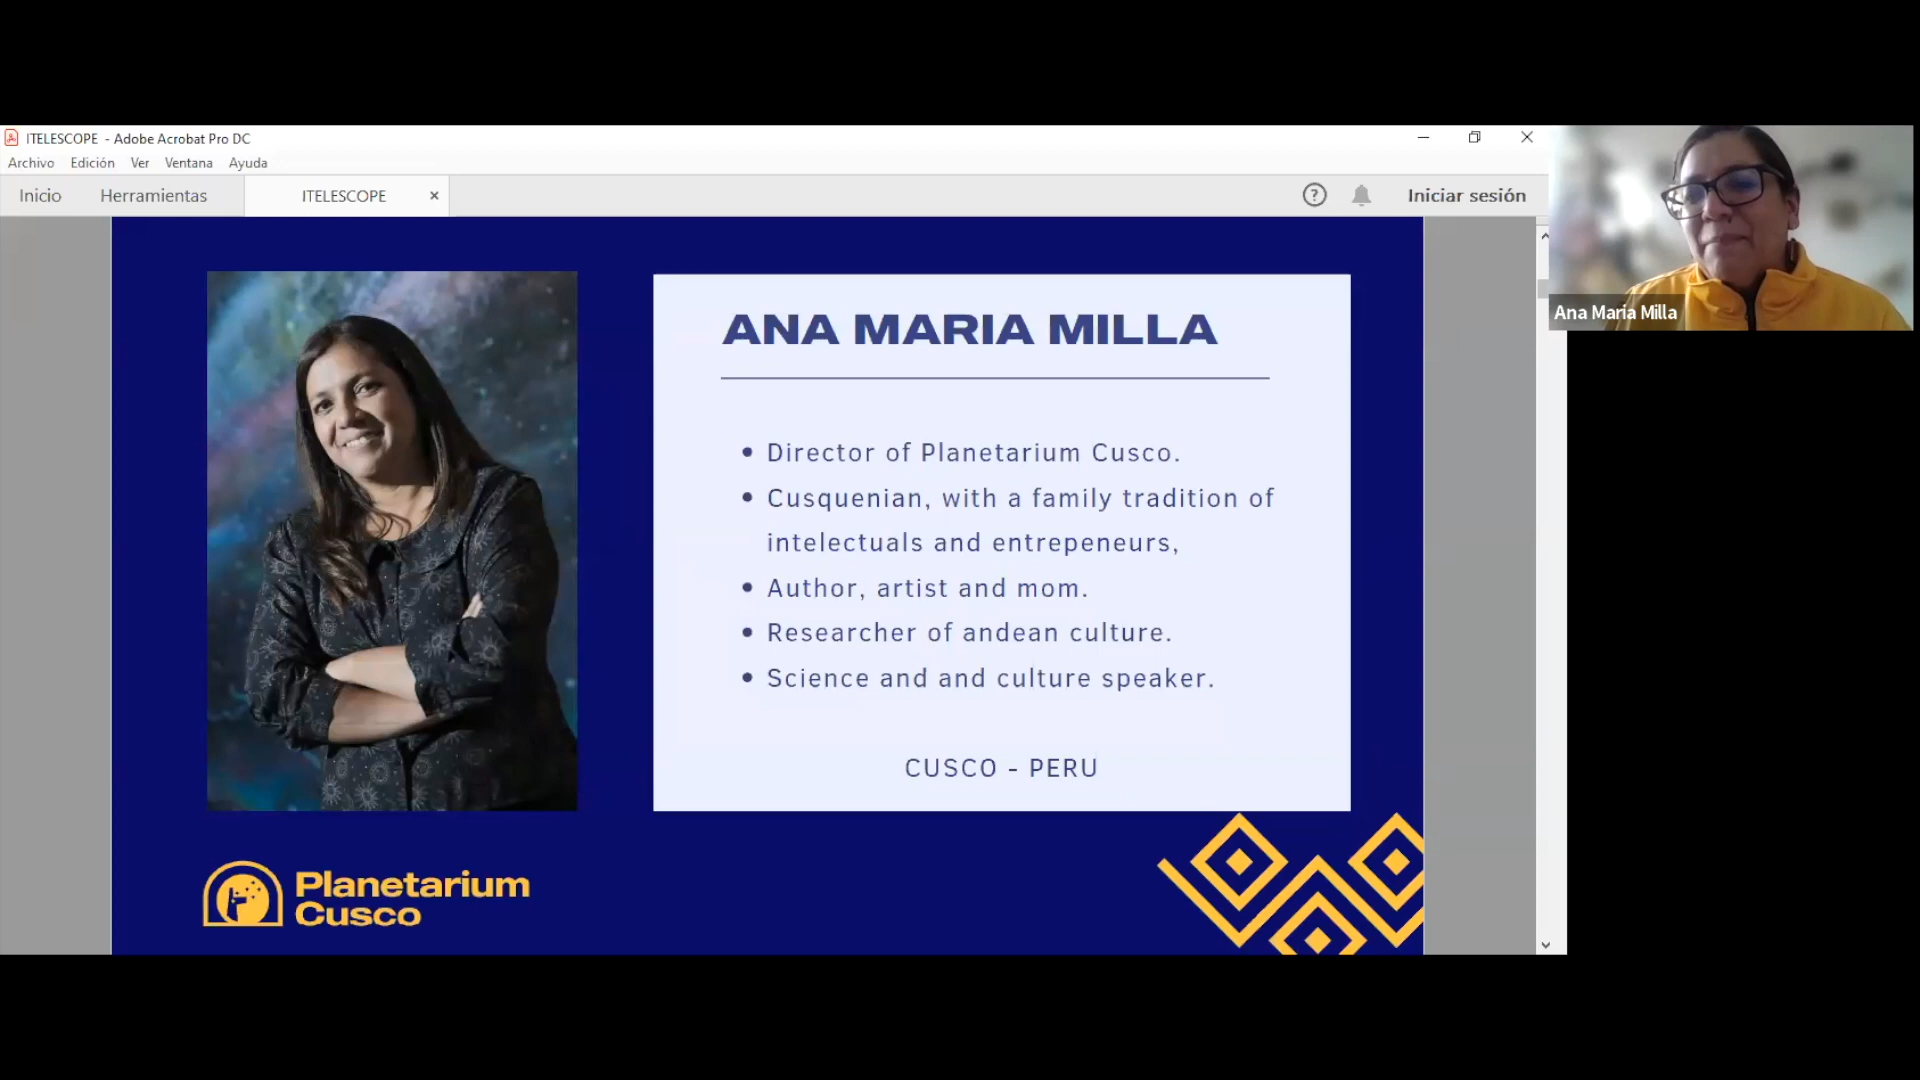 ITELESCOPE - Adobe Acrobat Pro DC
Archivo Edición Ver Ventana Ayuda
Inicio Herramientas ITELESCOPE Iniciar sesión
Ana Maria Milla
ANA MARIA MILLA
• Director of Planetarium Cusco.
• Cusquenian, with a family tradition of
intelectuals and entrepeneurs,
• Author, artist and mom.
• Researcher of andean culture.
• Science and and culture speaker.
CUSCO - PERU
Planetarium
Cusco